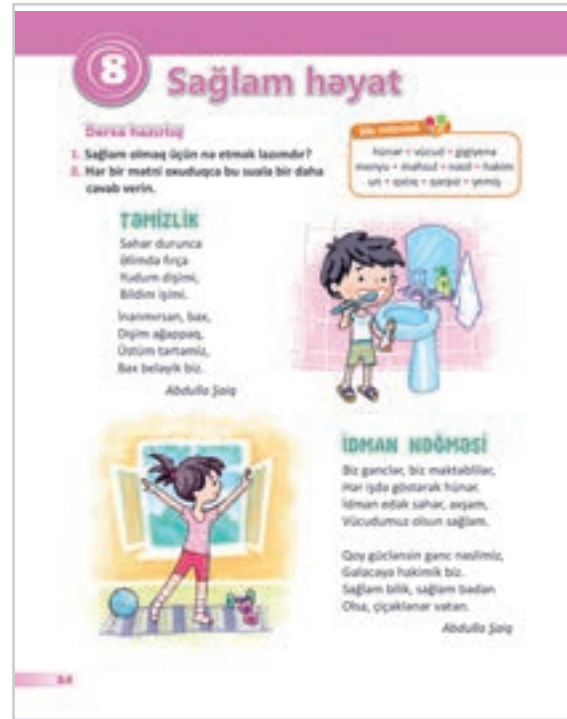 8 Sağlam həyat
Dərsə hazırlıq
1. Sağlam olmaq üçün nə etmək lazımdır?
2. Hər bir mətni oxuduqca bu suala bir daha
cavab verin.
hünər • vücud • gigiyena
menyu • məhsul • nəsil • hakim
un • qatıq • qarpız • yemiş
TƏMİZLİK
Səhər durunca
Əlimdə fırça
Yudum dişimi,
Bildim işimi.
İnanmırsan, bax,
Dişim ağappaq,
Üstüm tərtəmiz,
Bax beləyik biz.
Abdulla Şaiq
İDMAN NƏĞMƏSİ
Biz gənclər, biz məktəblilər,
Hər işdə göstərək hünər.
İdman edək səhər, axşam,
Vücudumuz olsun sağlam.
Qoy güclənsin gənc nəslimiz,
Gələcəyə hakimik biz.
Sağlam bilik, sağlam bədən
Olsa, çiçəklənər vətən.
Abdulla Şaiq
84